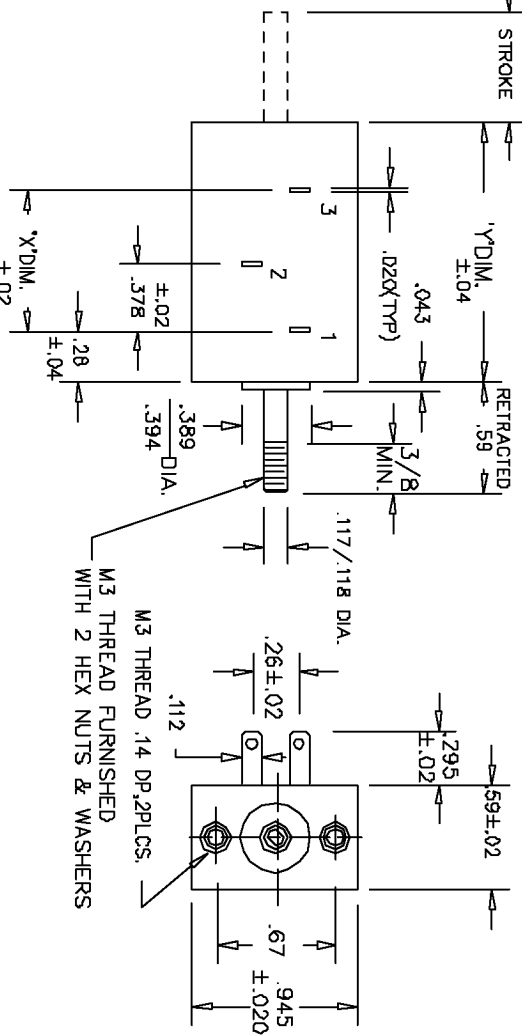 STROKE
'Y'DIM.
±.04
RETRACTED
.59
.043
.020(TYP)
3
2
1
3/8
MIN.
'X'DIM.
±.02
±.02
.378
.28
±.04
.389
.394
DIA.
.117/.118 DIA.
M3 THREAD FURNISHED
WITH 2 HEX NUTS & WASHERS
M3 THREAD .14 DP,2PLCS.
.112
.26±.02
.295
±.02
.59±.02
.67
.945
±.020